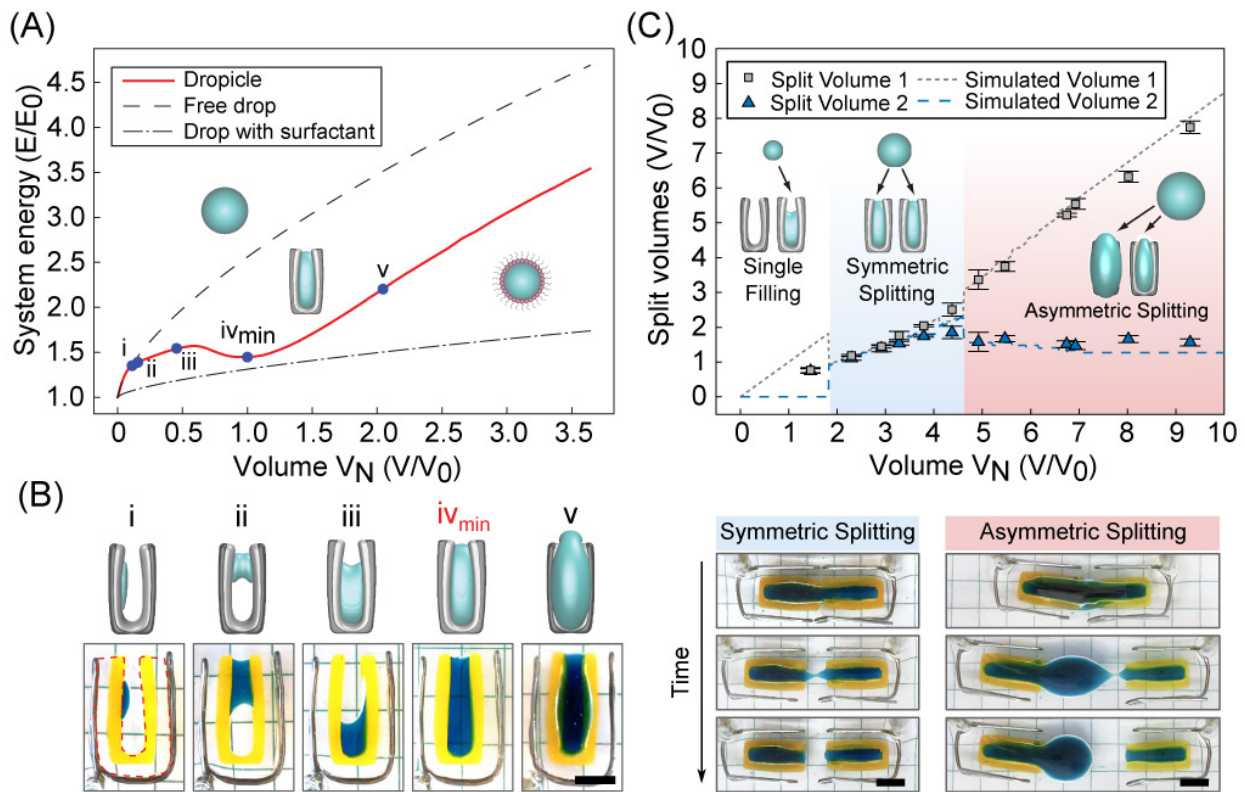 (A)
System energy (E/E0)
4.5
4.0
3.5
3.0
2.5
2.0
1.5
1.0
Dropicle
Free drop
Drop with surfactant
i
ii
iii
ivmin
v
0
0.5
1.0
1.5
2.0
2.5
3.0
3.5
Volume VN (V/V0)
(C)
Split volumes (V/V0)
10
9
8
7
6
5
4
3
2
1
0
Split Volume 1
Split Volume 2
Simulated Volume 1
Simulated Volume 2
Single
Filling
Symmetric
Splitting
Asymmetric Splitting
0
1
2
3
4
5
6
7
8
9
10
Volume VN (V/V0)
(B)
i
ii
iii
ivmin
v
Symmetric Splitting
Asymmetric Splitting
Time